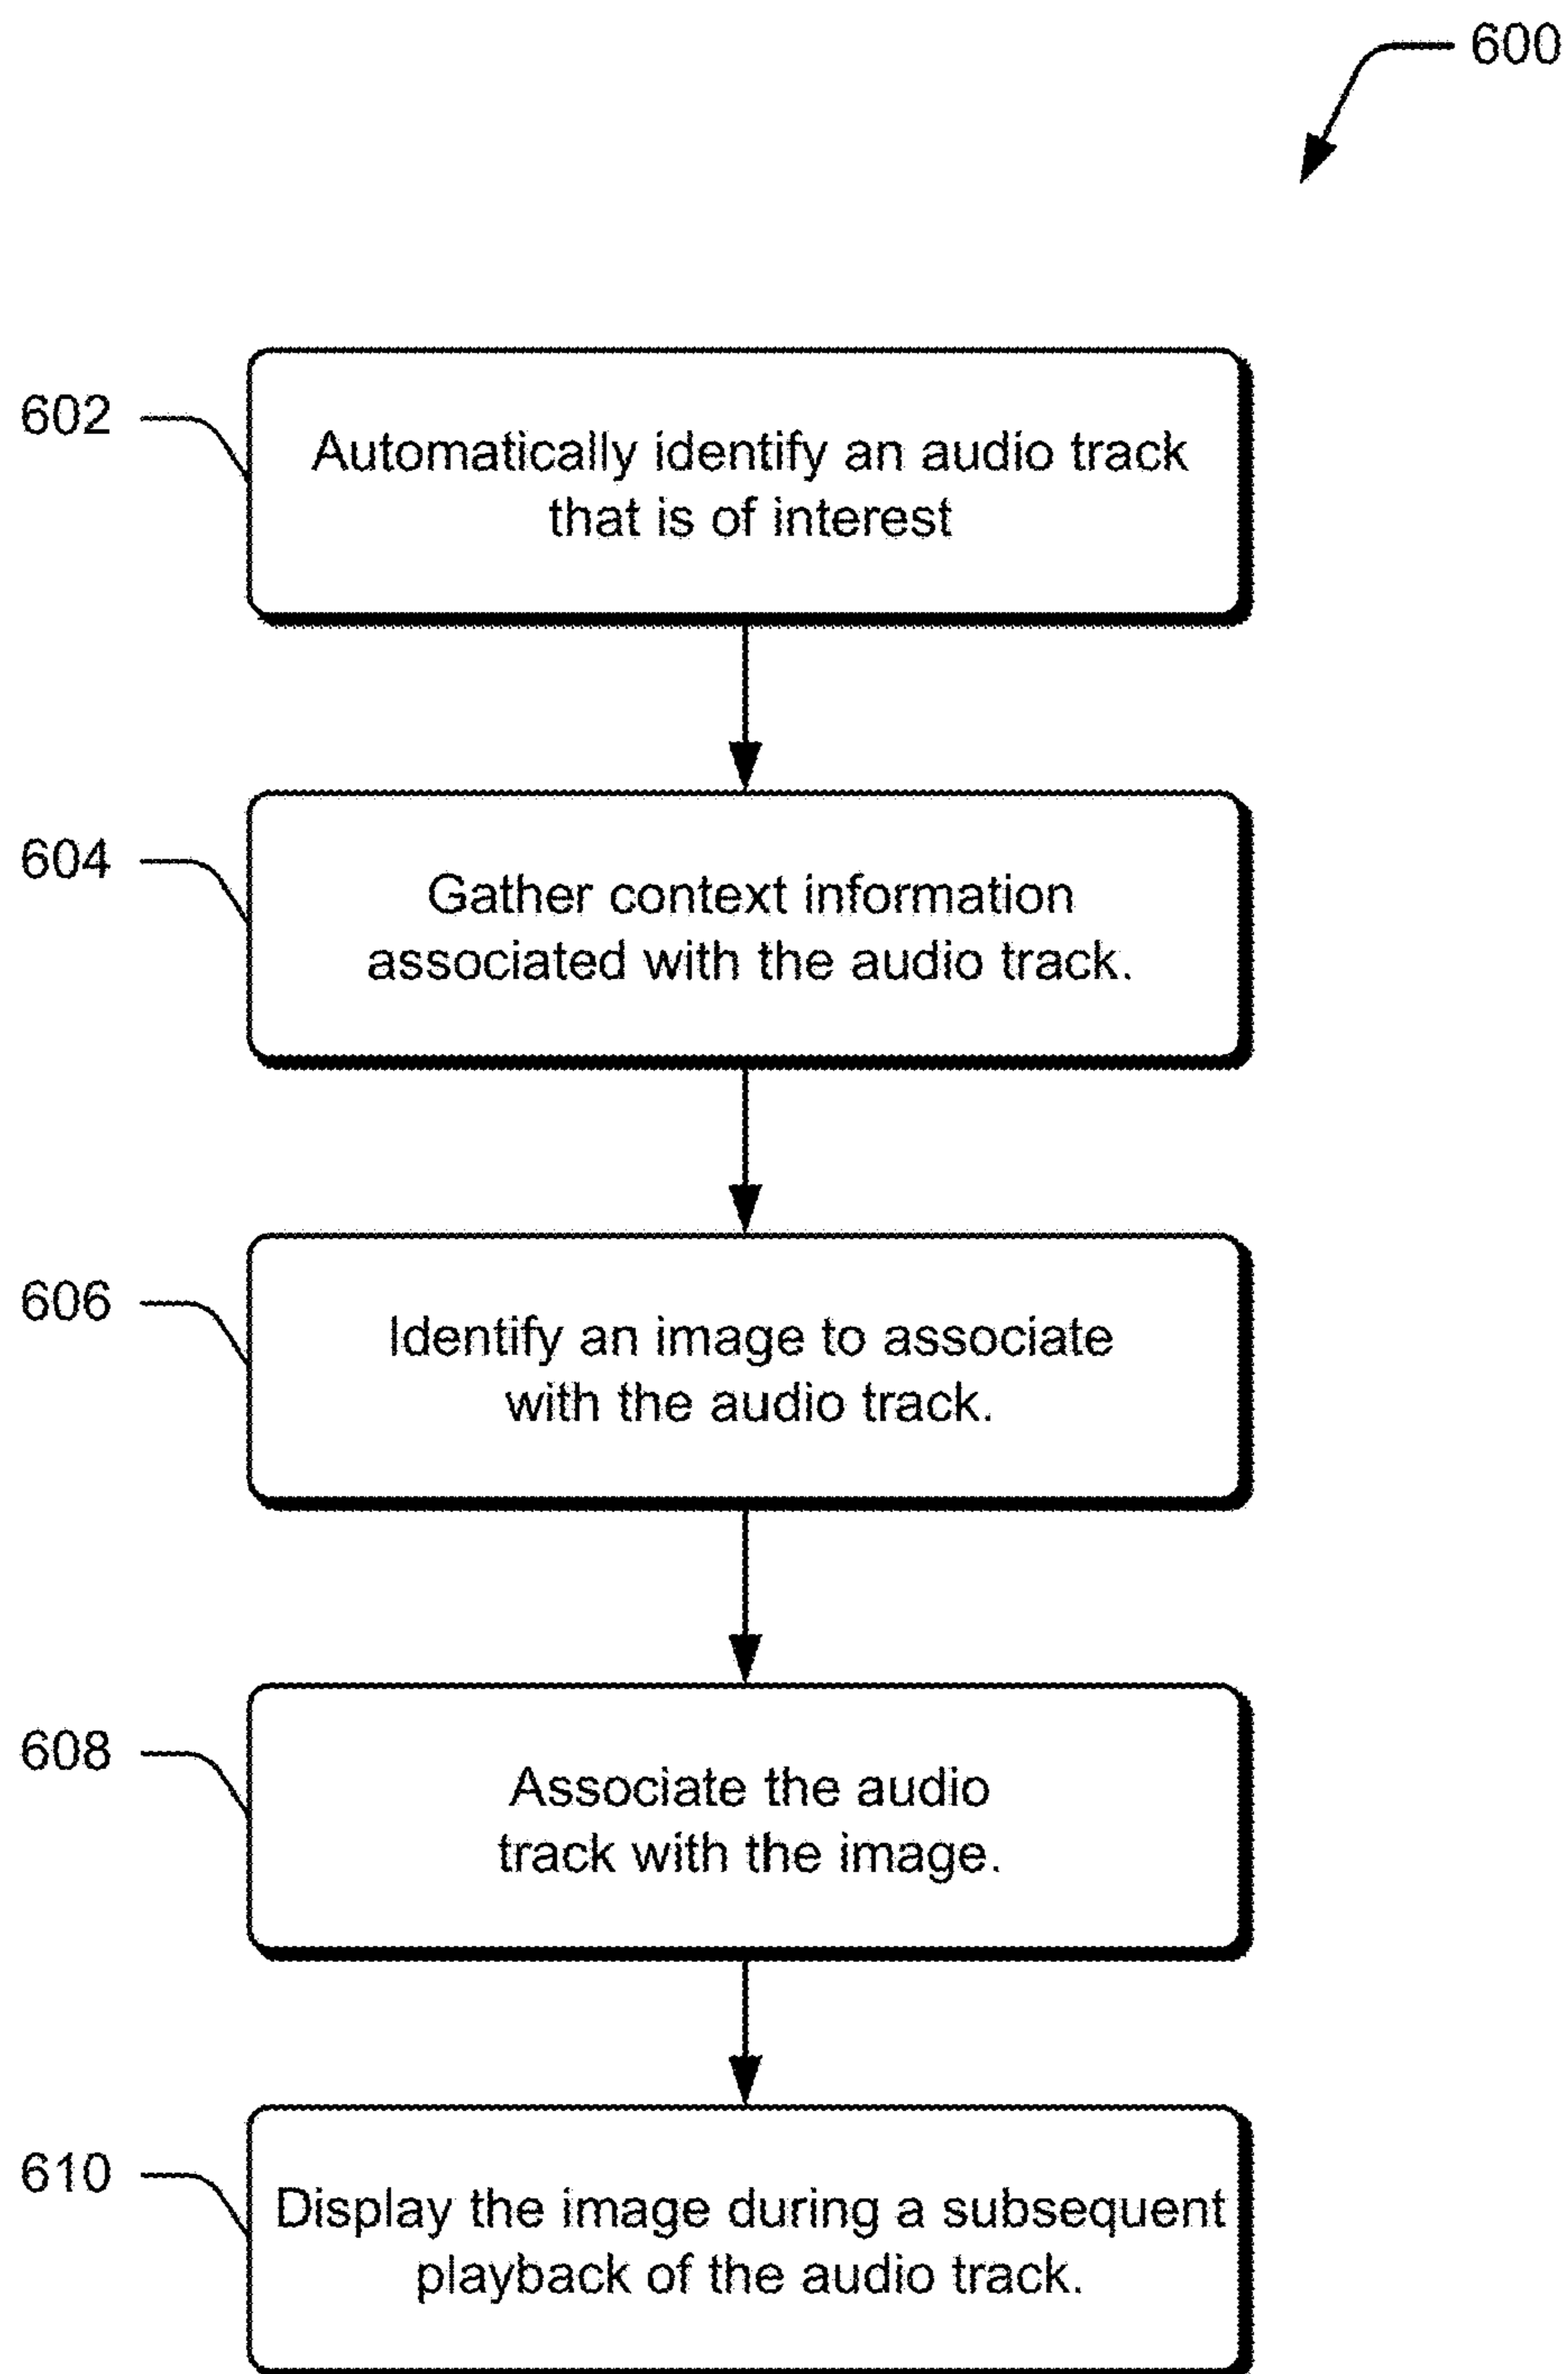 600
602
Automatically identify an audio track
that is of interest
604
Gather context information
associated with the audio track.
606
Identify an image to associate
with the audio track.
608
Associate the audio
track with the image.
610
Display the image during a subsequent
playback of the audio track.